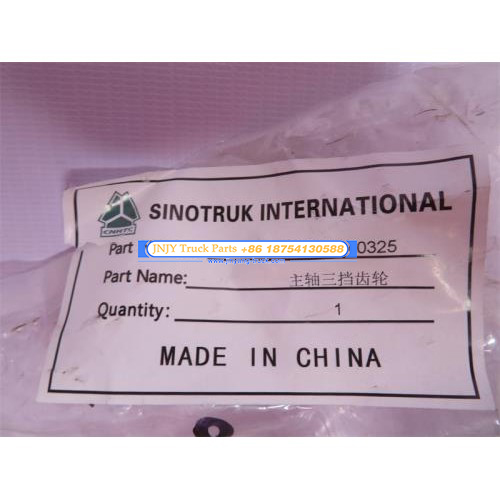 CNHTC
SINOTRUK INTERNATIONAL
Part 0325
JNJY Truck Parts +86 18754130588
Part Name: 主轴三挡齿轮
Quantity: 1
MADE IN CHINA